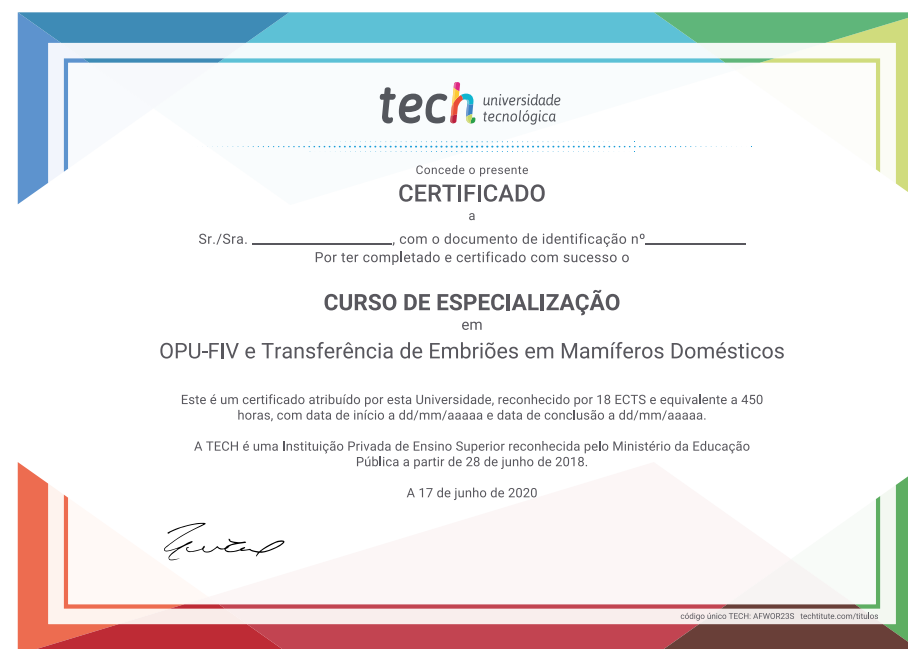 tech universidade
tecnológica
Concede o presente
CERTIFICADO
a
Sr./Sra. ____________, com o documento de identificação nº____________
Por ter completado e certificado com sucesso o
CURSO DE ESPECIALIZAÇÃO
em
OPU-FIV e Transferência de Embriões em Mamíferos Domésticos
Este é um certificado atribuído por esta Universidade, reconhecido por 18 ECTS e equivalente a 450
horas, com data de início a dd/mm/aaaaa e data de conclusão a dd/mm/aaaaa.
A TECH é uma Instituição Privada de Ensino Superior reconhecida pelo Ministério da Educação
Pública a partir de 28 de junho de 2018.
A 17 de junho de 2020
código único TECH: AFWOR23S techtitute.com/titulos